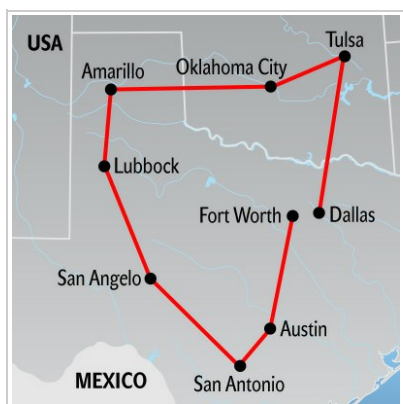 USA
Tulsa
Amarillo
Oklahoma City
Lubbock
Fort Worth
Dallas
San Angelo
Austin
MEXICO
San Antonio